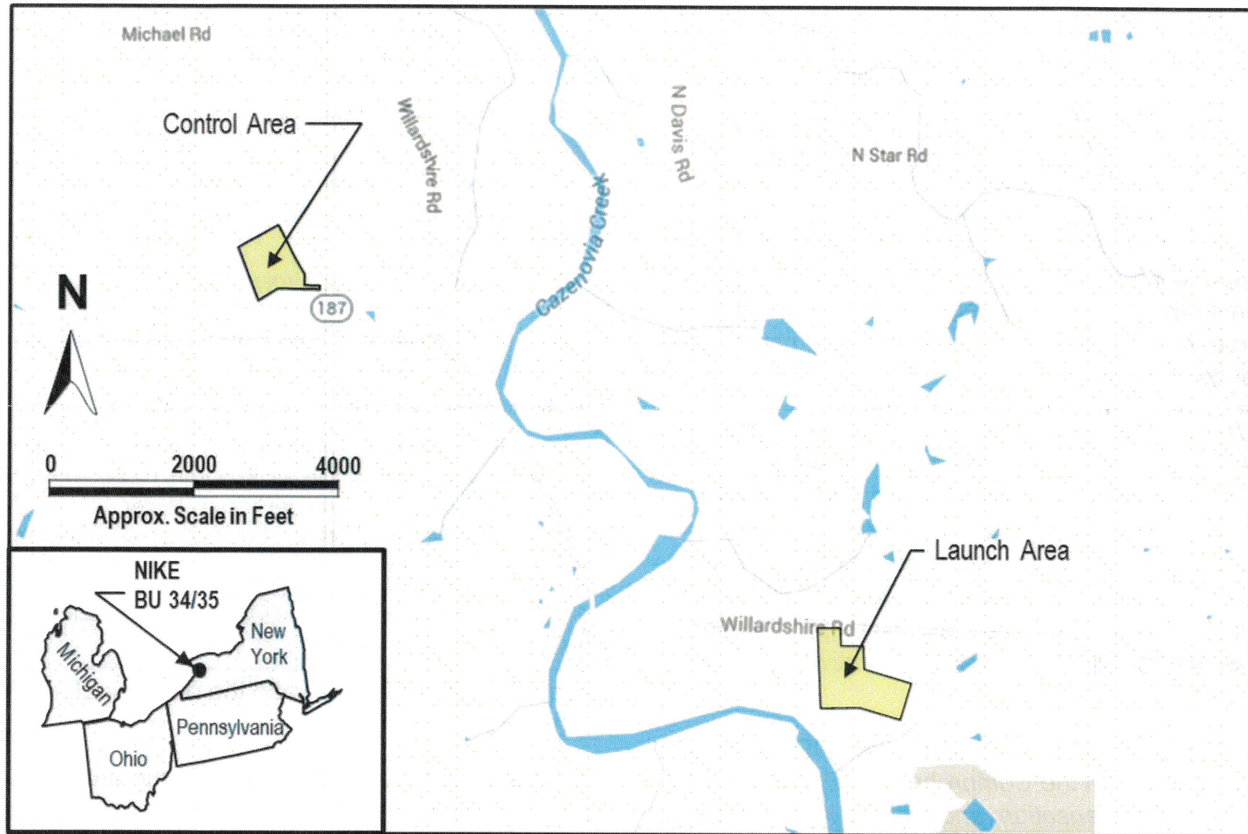 Michael Rd
Control Area
Willardshire Rd
N Davis Rd
N Star Rd
Cazenovia Creek
187
N
0 2000 4000
Approx. Scale in Feet
Launch Area
Willardshire Rd
NIKE
BU 34/35
New
York
Michigan
Pennsylvania
Ohio